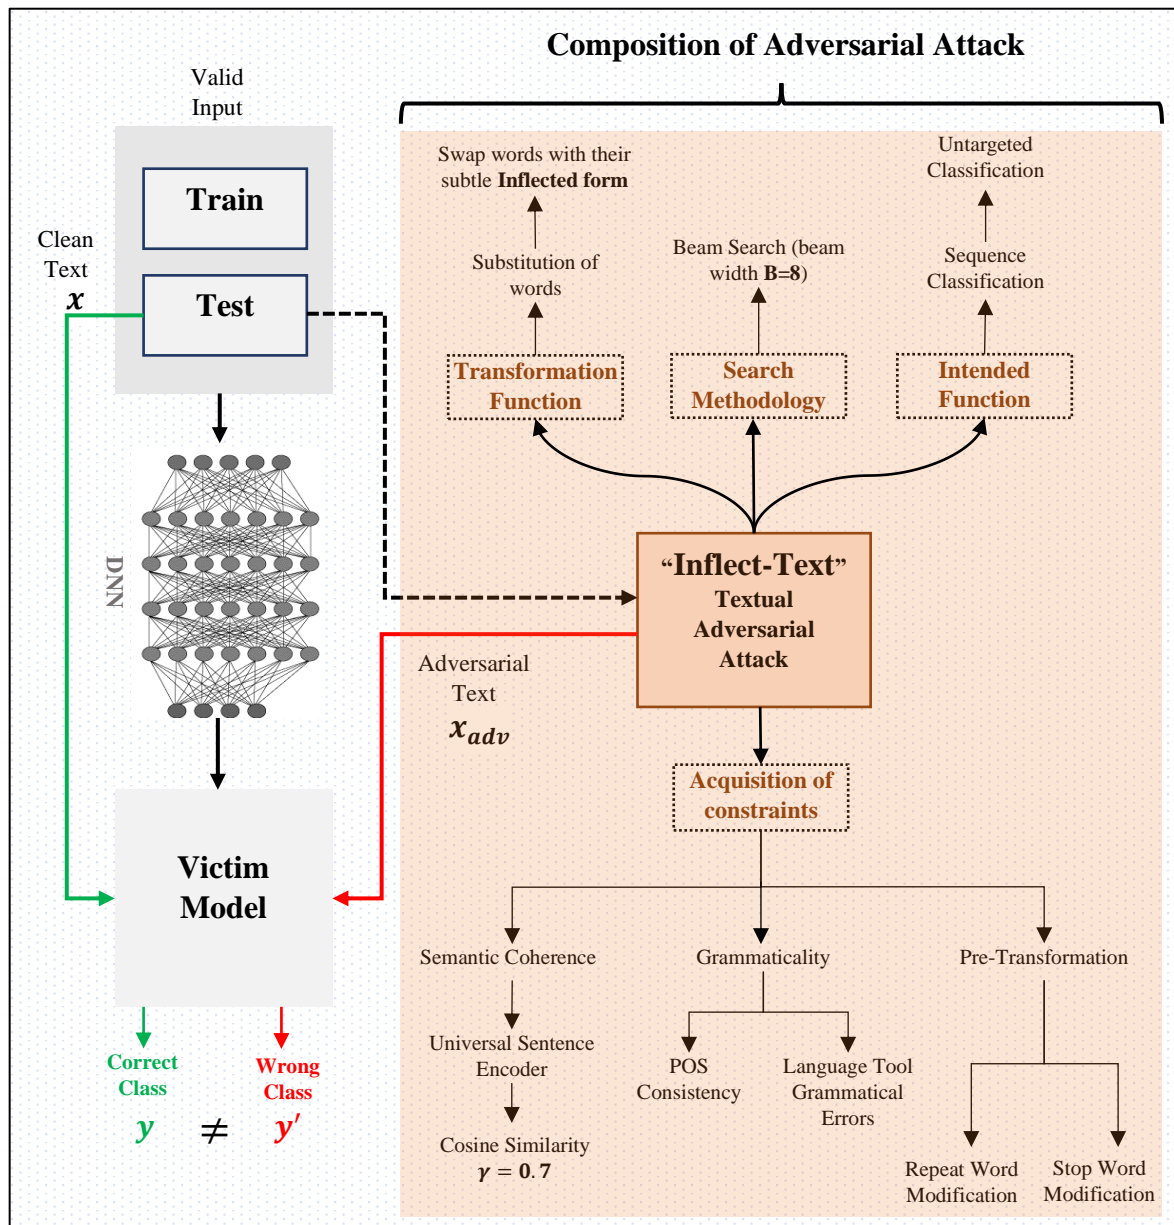 Composition of Adversarial Attack
Valid
Input
Train
Clean
Text
x
Test
Swap words with their
subtle Inflected form
Substitution of
words
Transformation
Function
Beam Search (beam
width B=8)
Search
Methodology
Untargeted
Classification
Sequence
Classification
Intended
Function
DNN
“Inflect-Text”
Textual
Adversarial
Attack
Adversarial
Text
x_adv
Acquisition of
constraints
Victim
Model
Correct
Class
y
≠
Wrong
Class
y′
Semantic Coherence
Universal Sentence
Encoder
Cosine Similarity
γ = 0.7
Grammaticality
POS
Consistency
Language Tool
Grammatical
Errors
Pre-Transformation
Repeat Word
Modification
Stop Word
Modification